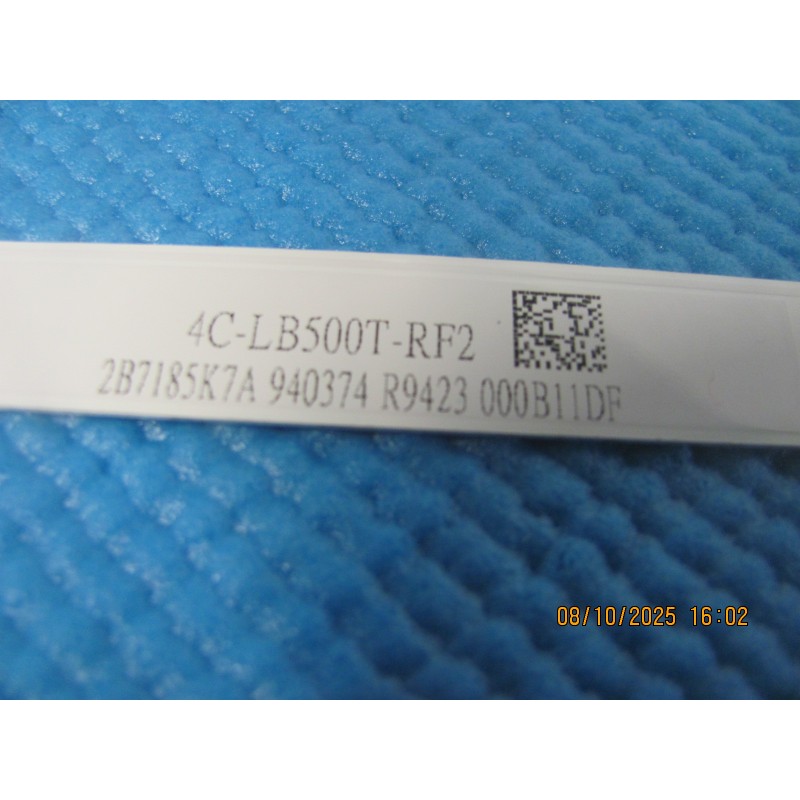 4C-LB500T-RF2
2B7185K7A 940374 R9423 000B11DF
08/10/2025 16:02